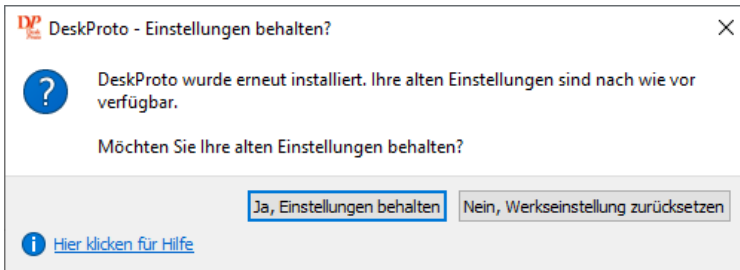 DeskProto - Einstellungen behalten?
DeskProto wurde erneut installiert. Ihre alten Einstellungen sind nach wie vor
verfügbar.
Möchten Sie Ihre alten Einstellungen behalten?
Ja, Einstellungen behalten
Nein, Werkseinstellung zurücksetzen
Hier klicken für Hilfe